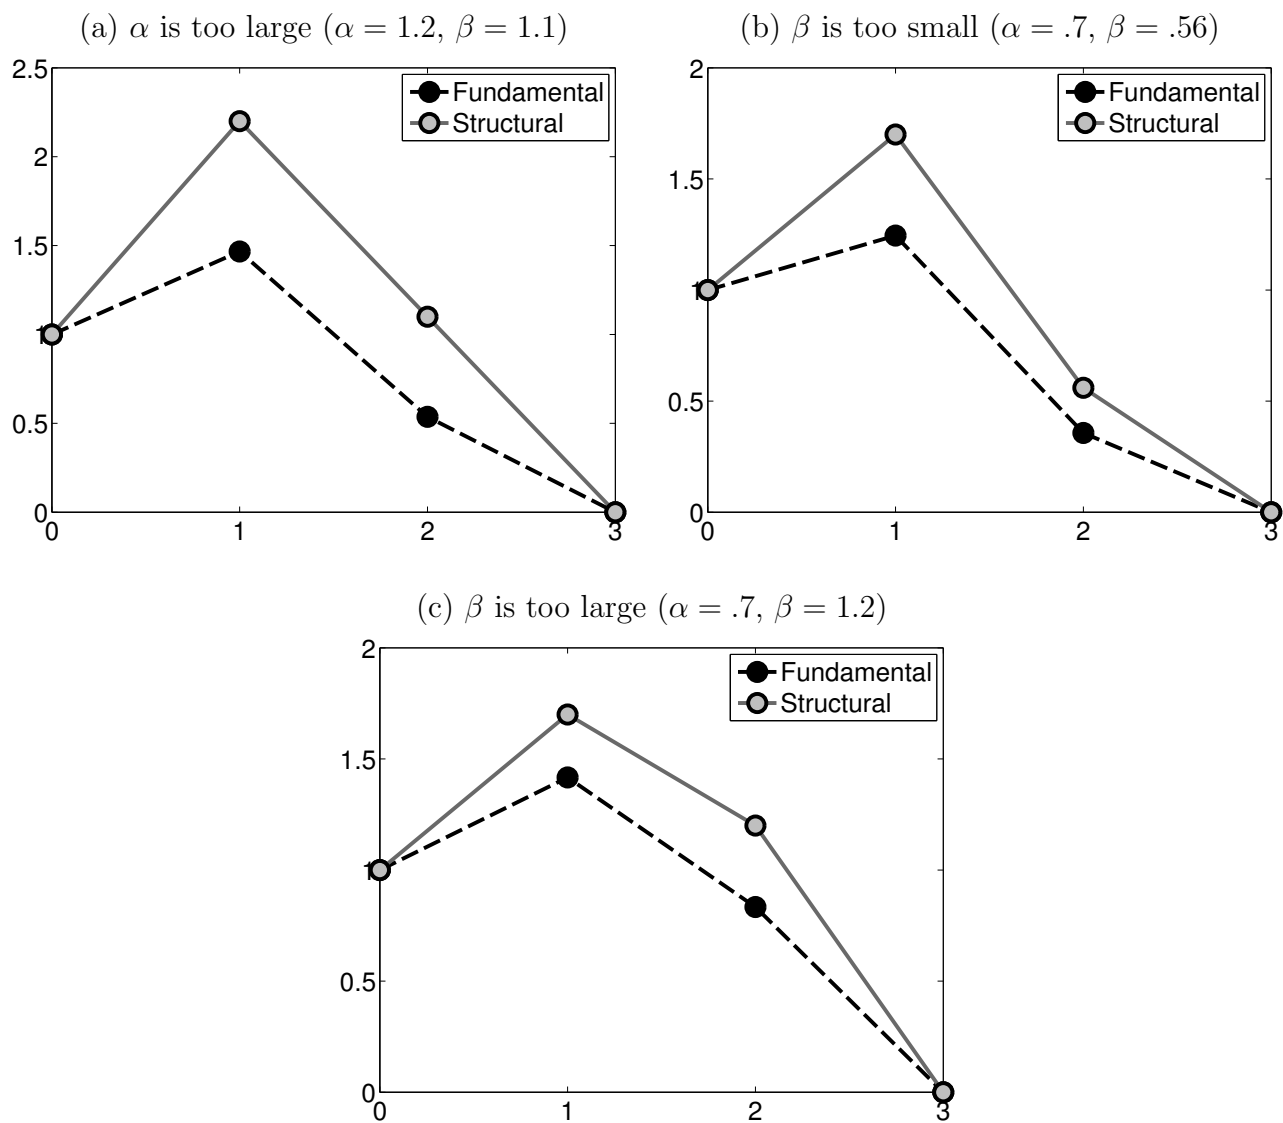 (a) α is too large (α = 1.2, β = 1.1)
2.5
2
1.5
1
0.5
0
0 1 2 3
Fundamental
Structural
(b) β is too small (α = .7, β = .56)
2
1.5
1
0.5
0
0 1 2 3
Fundamental
Structural
(c) β is too large (α = .7, β = 1.2)
2
1.5
1
0.5
0
0 1 2 3
Fundamental
Structural